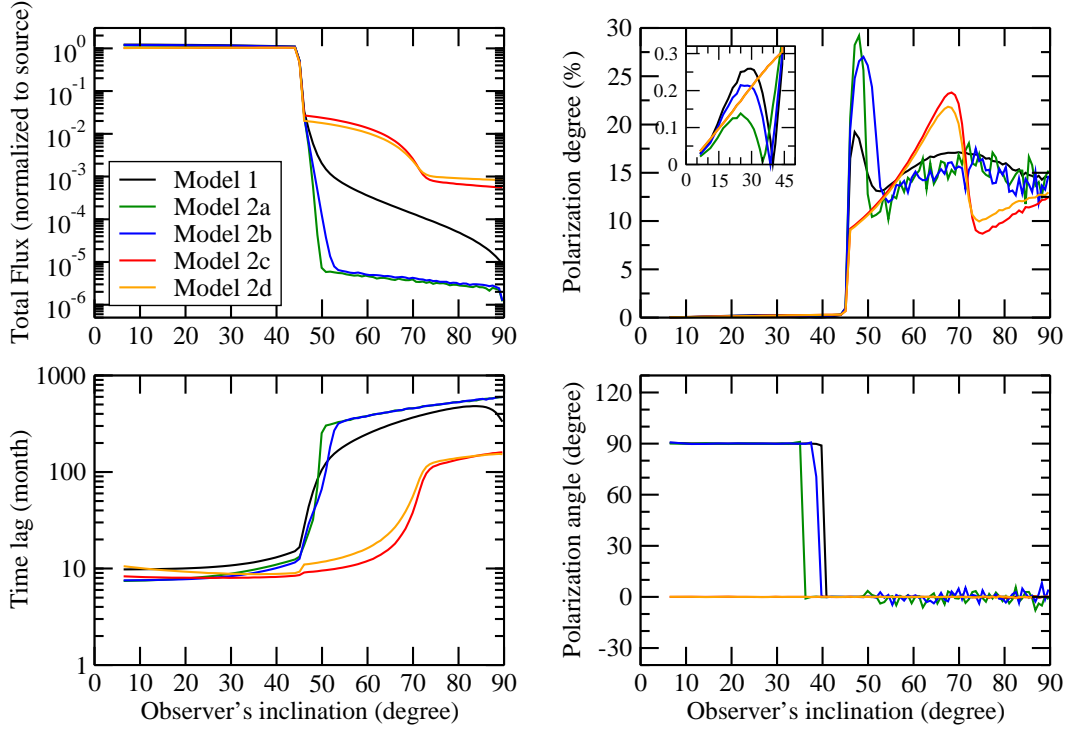 Total Flux (normalized to source)
10^0
10^-1
10^-2
10^-3
10^-4
10^-5
10^-6
Model 1
Model 2a
Model 2b
Model 2c
Model 2d
0 10 20 30 40 50 60 70 80 90
Polarization degree (%)
30
25
20
15
10
5
0
0.3
0.2
0.1
0
0 15 30 45
0 10 20 30 40 50 60 70 80 90
Time lag (month)
1000
100
10
1
0 10 20 30 40 50 60 70 80 90
Observer's inclination (degree)
Polarization angle (degree)
120
90
60
30
0
-30
0 10 20 30 40 50 60 70 80 90
Observer's inclination (degree)